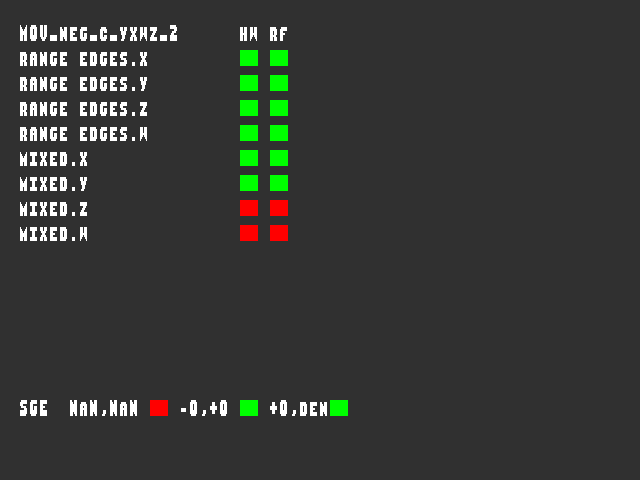 MOV_NEG_C_YXWZ_2 HW RF
RANGE EDGES.X
RANGE EDGES.Y
RANGE EDGES.Z
RANGE EDGES.W
MIXED.X
MIXED.Y
MIXED.Z
MIXED.W
SGE NAN,NAN -0,+0 +0,DEN